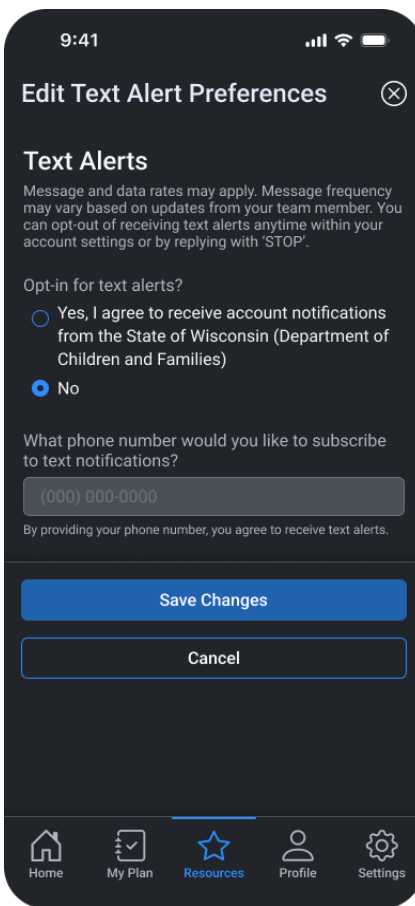 9:41
Edit Text Alert Preferences
Text Alerts
Message and data rates may apply. Message frequency
may vary based on updates from your team member. You
can opt-out of receiving text alerts anytime within your
account settings or by replying with ‘STOP’.
Opt-in for text alerts?
Yes, I agree to receive account notifications
from the State of Wisconsin (Department of
Children and Families)
No
What phone number would you like to subscribe
to text notifications?
(000) 000-0000
By providing your phone number, you agree to receive text alerts.
Save Changes
Cancel
Home My Plan Resources Profile Settings